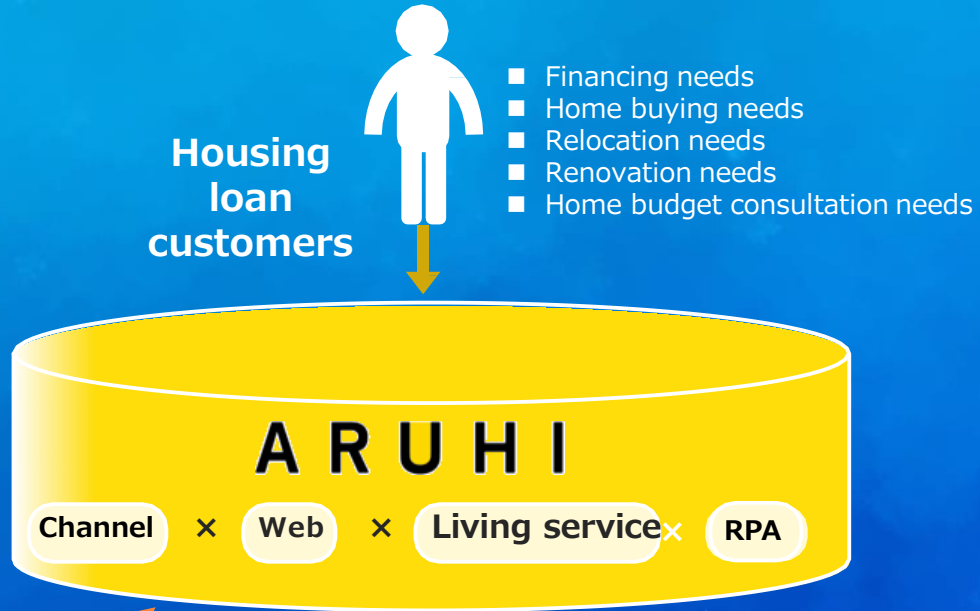 ■ Financing needs
■ Home buying needs
■ Relocation needs
■ Renovation needs
■ Home budget consultation needs
Housing
loan
customers
ARUHI
Channel × Web × Living service × RPA